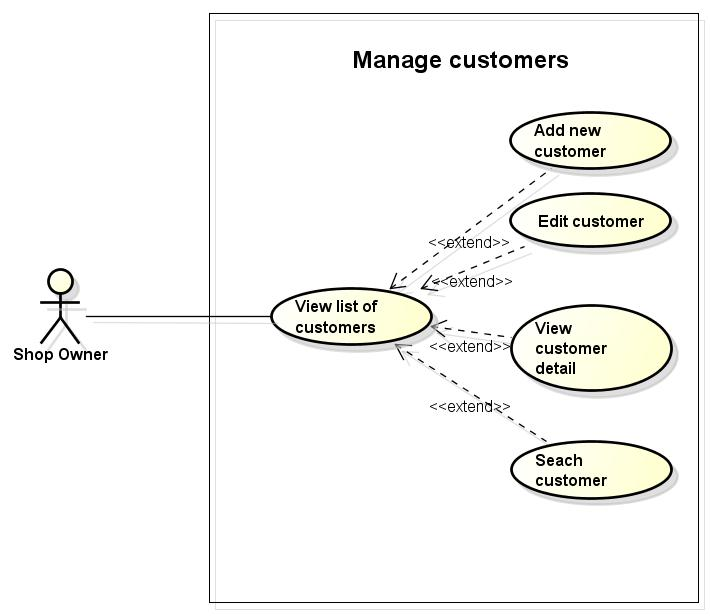 Manage customers
Add new
customer
<<extend>>
Edit customer
<<extend>>
View list of
customers
Shop Owner
<<extend>>
View
customer
detail
<<extend>>
Seach
customer